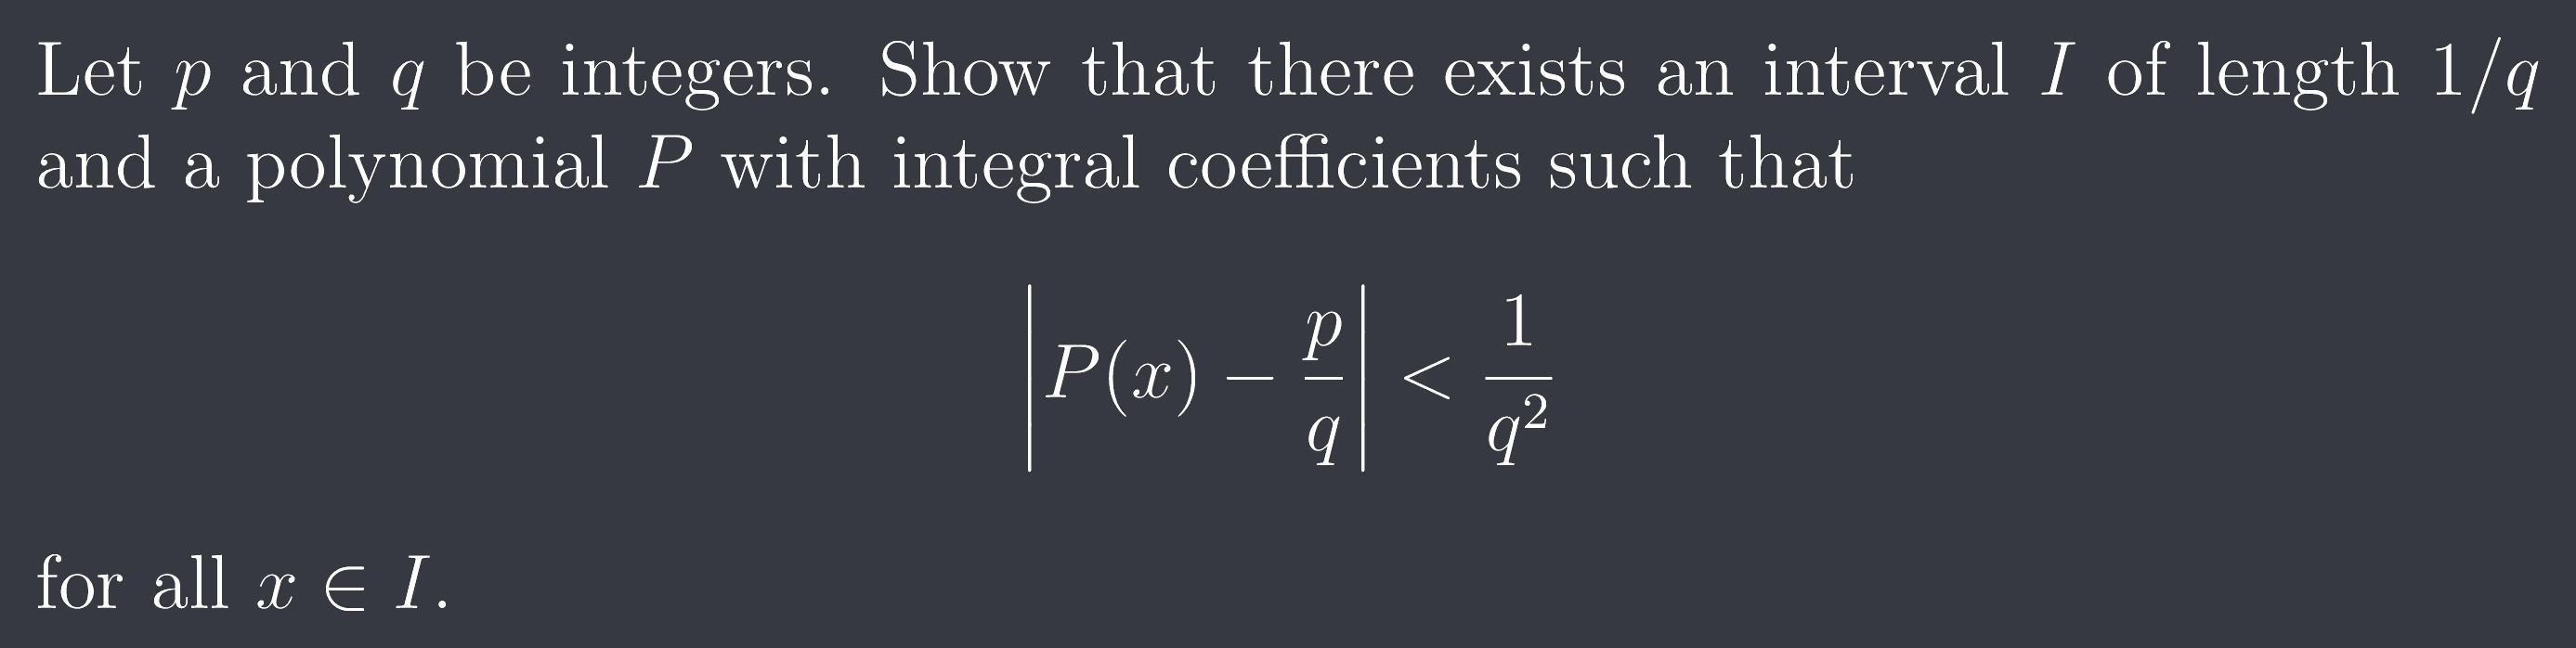 Let p and q be integers. Show that there exists an interval I of length 1/q
and a polynomial P with integral coefficients such that
|P(x) − p/q| < 1/q²
for all x ∈ I.